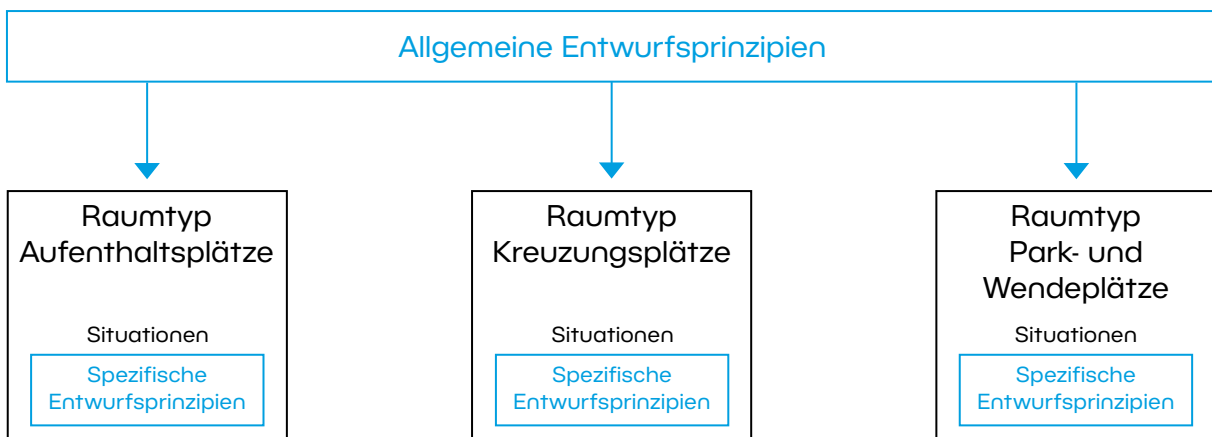 Allgemeine Entwurfsprinzipien
Raumtyp
Aufenthaltsplätze
Situationen
Spezifische
Entwurfsprinzipien
Raumtyp
Kreuzungsplätze
Situationen
Spezifische
Entwurfsprinzipien
Raumtyp
Park- und
Wendeplätze
Situationen
Spezifische
Entwurfsprinzipien